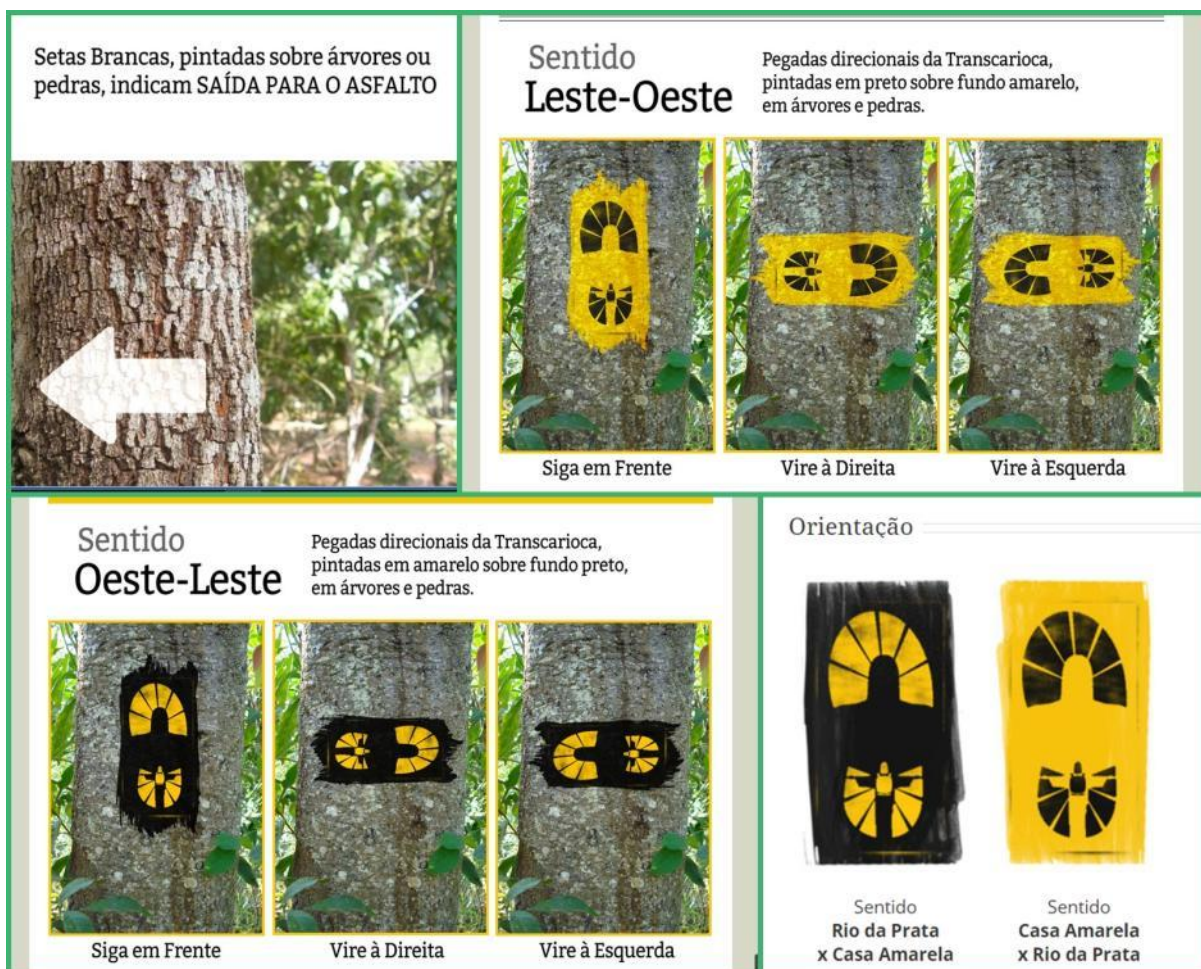 Setas Brancas, pintadas sobre árvores ou
pedras, indicam SAÍDA PARA O ASFALTO
Sentido
Leste-Oeste
Pegadas direcionais da Transcarioca,
pintadas em preto sobre fundo amarelo,
em árvores e pedras.
Siga em Frente
Vire à Direita
Vire à Esquerda
Sentido
Oeste-Leste
Pegadas direcionais da Transcarioca,
pintadas em amarelo sobre fundo preto,
em árvores e pedras.
Siga em Frente
Vire à Direita
Vire à Esquerda
Orientação
Sentido
Rio da Prata
x Casa Amarela
Sentido
Casa Amarela
x Rio da Prata